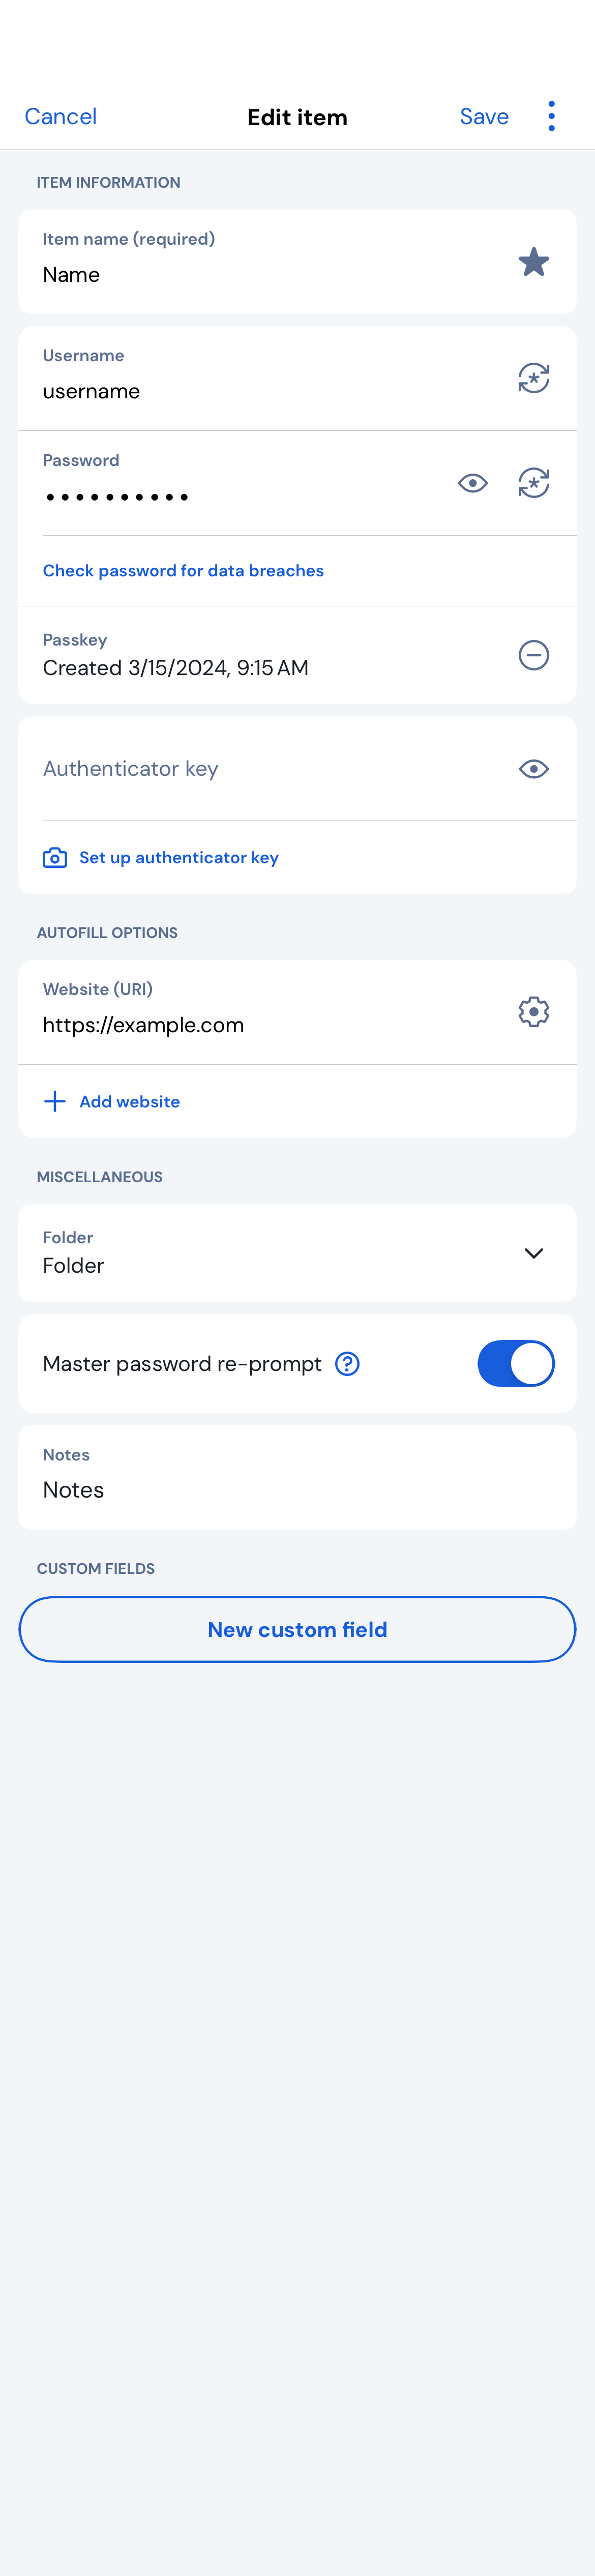 Cancel
Edit item
Save
ITEM INFORMATION
Item name (required)
Name
Username
username
Password
••••••••••
Check password for data breaches
Passkey
Created 3/15/2024, 9:15 AM
Authenticator key
Set up authenticator key
AUTOFILL OPTIONS
Website (URI)
https://example.com
Add website
MISCELLANEOUS
Folder
Folder
Master password re-prompt
Notes
Notes
CUSTOM FIELDS
New custom field